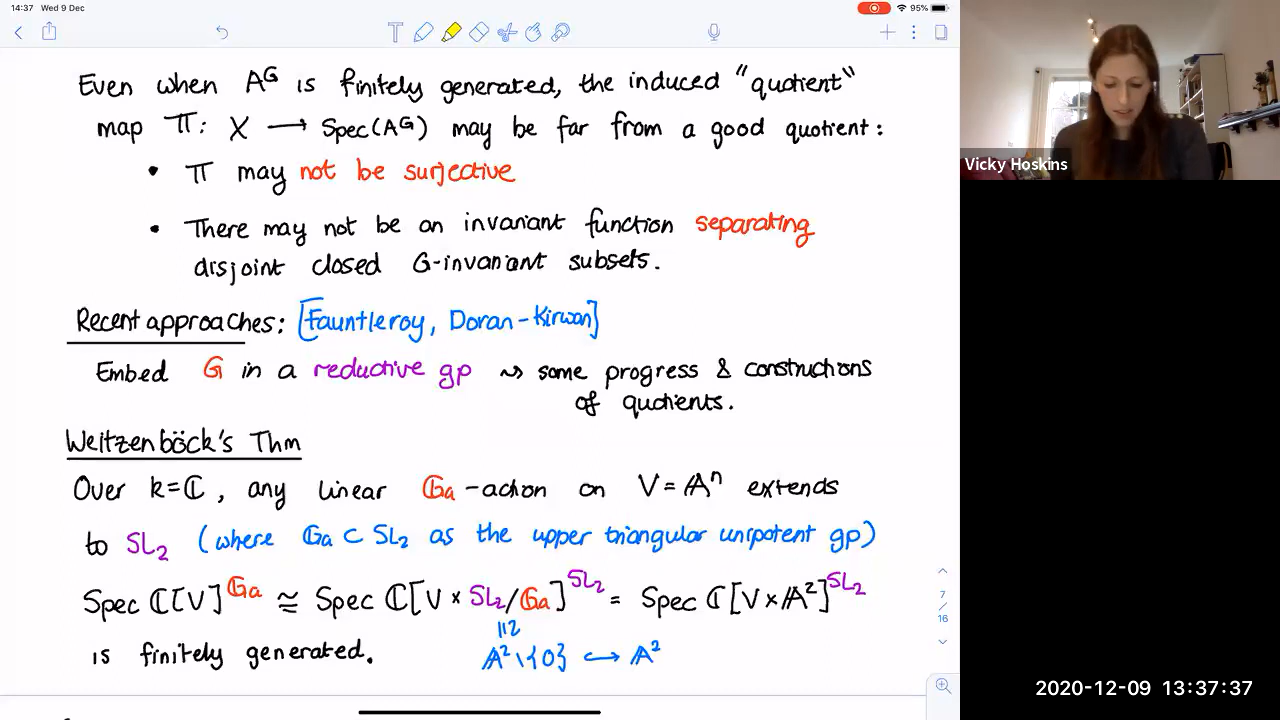 14:37 Wed 9 Dec
95%
Even when A^G is finitely generated, the induced "quotient"
map π: X → Spec(A^G) may be far from a good quotient:
• π may not be surjective
• There may not be an invariant function separating
disjoint closed G-invariant subsets.
Recent approaches: [Fauntleroy, Doran-Kirwan]
Embed G in a reductive gp ⇝ some progress & constructions
of quotients.
Weitzenböck's Thm
Over k=ℂ, any linear 𝔾a-action on V=𝔸^n extends
to SL₂ (where 𝔾a ⊂ SL₂ as the upper triangular unipotent gp)
Spec ℂ[V]^𝔾a ≅ Spec ℂ[V × SL₂/𝔾a]^SL₂ = Spec ℂ[V×𝔸²]^SL₂
is finitely generated.
≅
𝔸²\{0} ↪ 𝔸²
7
/
16
Vicky Hoskins
2020-12-09 13:37:37